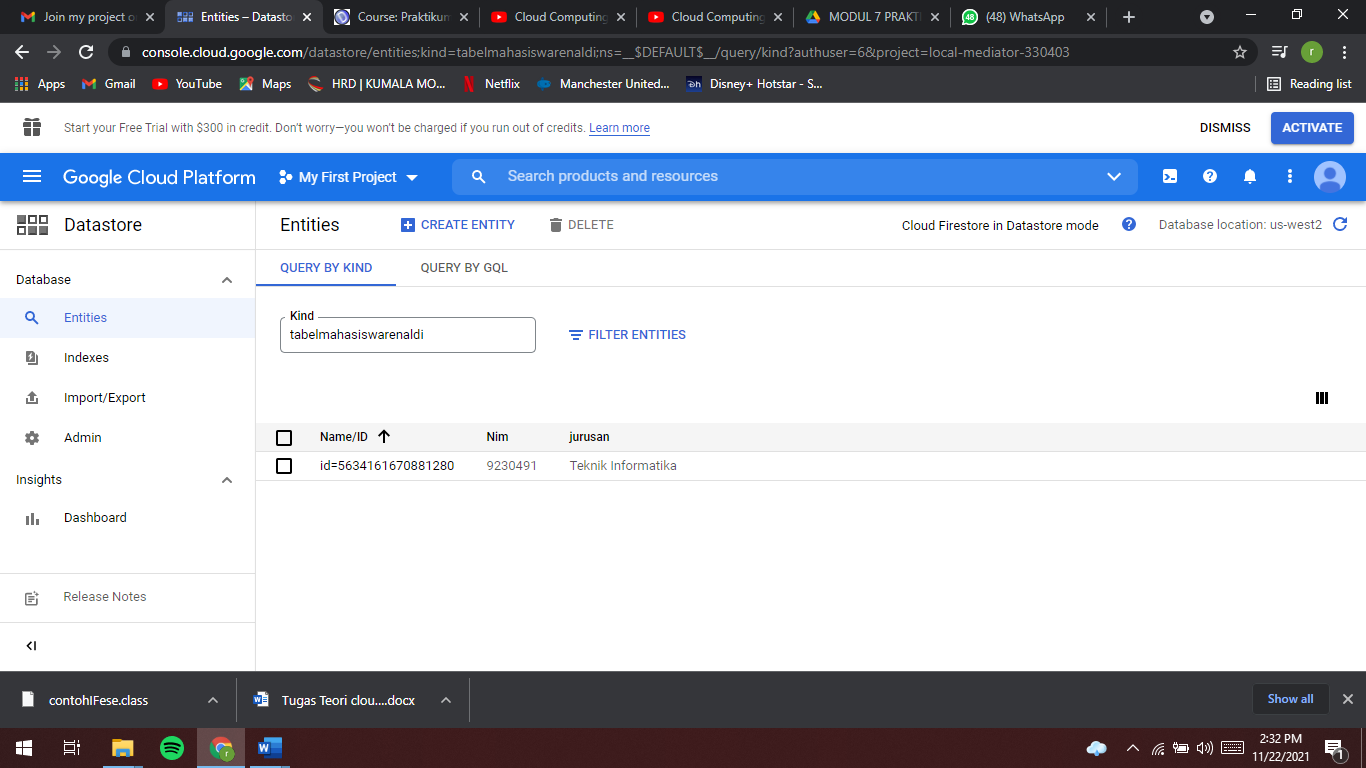 Join my project o
Entities – Datasto
Course: Praktikum
Cloud Computing
Cloud Computing
MODUL 7 PRAKT
(48) WhatsApp
console.cloud.google.com/datastore/entities;kind=tabelmahasiswarenaldi;ns=__$DEFAULT$__/query/kind?authuser=6&project=local-mediator-330403
r
Apps
Gmail
YouTube
Maps
HRD | KUMALA MO...
Netflix
Manchester United...
Disney+ Hotstar - S...
Reading list
Start your Free Trial with $300 in credit. Don't worry—you won't be charged if you run out of credits. Learn more
DISMISS
ACTIVATE
Google Cloud Platform
My First Project
Search products and resources
Datastore
Entities
CREATE ENTITY
DELETE
Cloud Firestore in Datastore mode
Database location: us-west2
Database
QUERY BY KIND
QUERY BY GQL
Entities
Kind
tabelmahasiswarenaldi
FILTER ENTITIES
Indexes
Import/Export
Admin
Name/ID
Nim
jurusan
id=5634161670881280
9230491
Teknik Informatika
Insights
Dashboard
Release Notes
contohIFese.class
Tugas Teori clou....docx
Show all
2:32 PM
11/22/2021
1